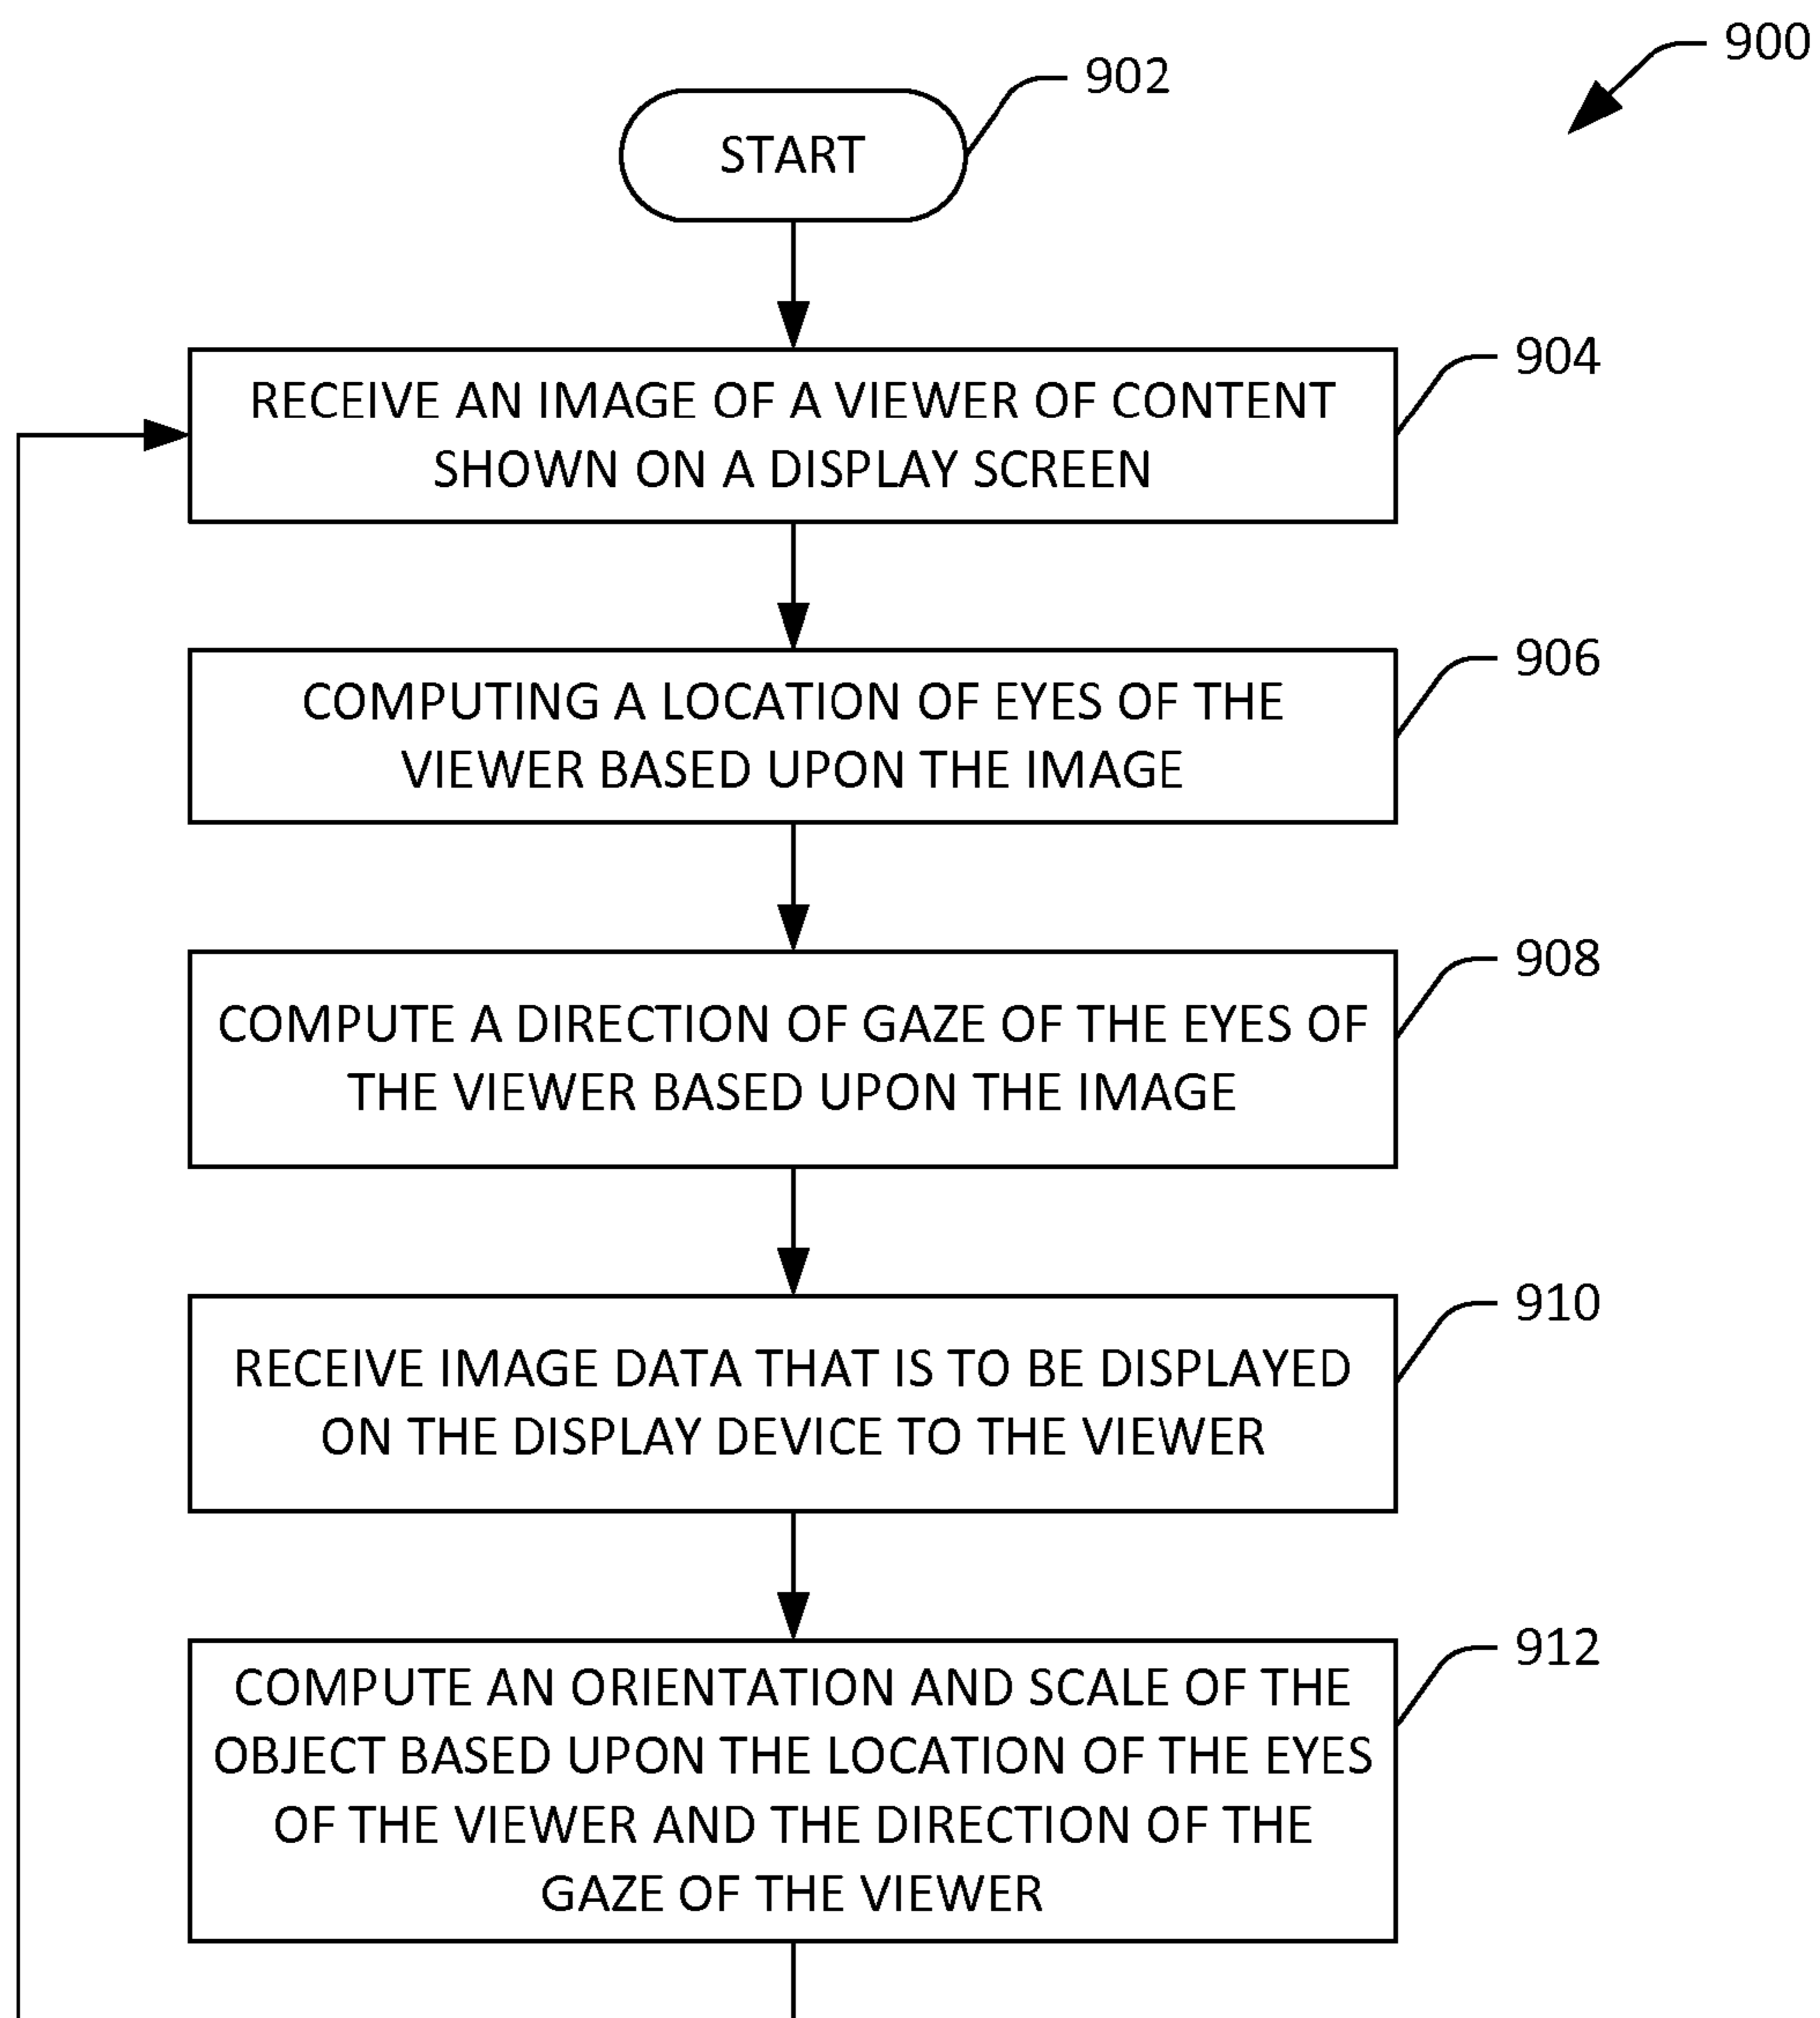 900
902
START
904
RECEIVE AN IMAGE OF A VIEWER OF CONTENT
SHOWN ON A DISPLAY SCREEN
906
COMPUTING A LOCATION OF EYES OF THE
VIEWER BASED UPON THE IMAGE
908
COMPUTE A DIRECTION OF GAZE OF THE EYES OF
THE VIEWER BASED UPON THE IMAGE
910
RECEIVE IMAGE DATA THAT IS TO BE DISPLAYED
ON THE DISPLAY DEVICE TO THE VIEWER
912
COMPUTE AN ORIENTATION AND SCALE OF THE
OBJECT BASED UPON THE LOCATION OF THE EYES
OF THE VIEWER AND THE DIRECTION OF THE
GAZE OF THE VIEWER